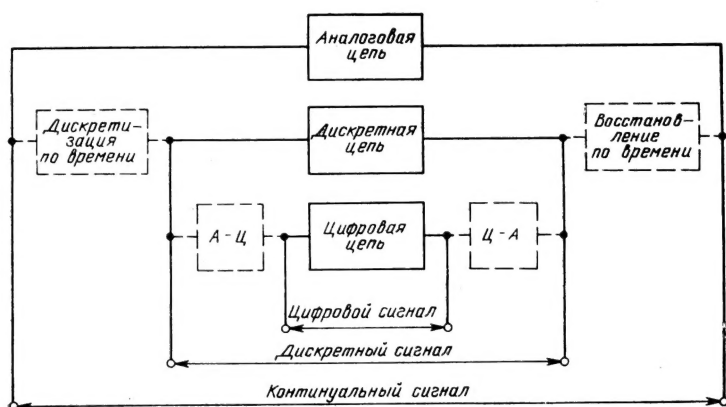 Аналоговая
цепь
Дискрети-
зация
по времени
Дискретная
цепь
Восстанов-
ление
по времени
А-Ц
Цифровая
цепь
Ц-А
Цифровой сигнал
Дискретный сигнал
Континуальный сигнал